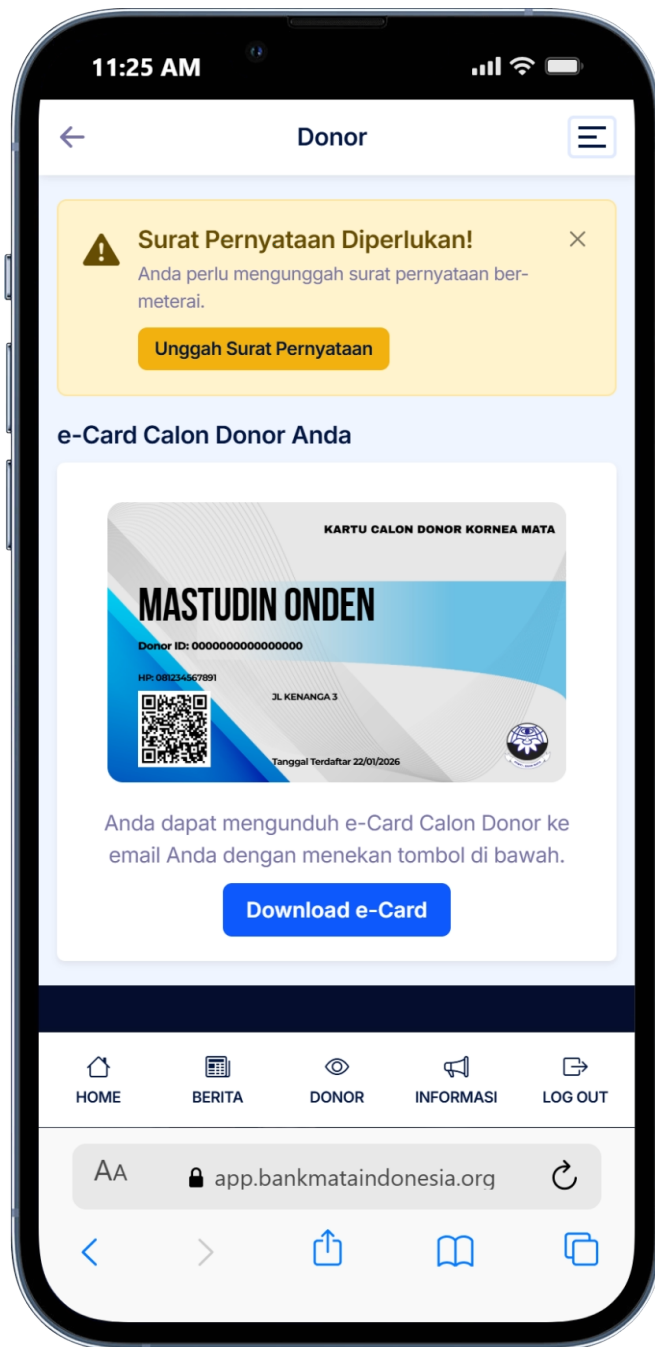 11:25 AM
Donor
Surat Pernyataan Diperlukan!
Anda perlu mengunggah surat pernyataan ber-
meterai.
Unggah Surat Pernyataan
e-Card Calon Donor Anda
KARTU CALON DONOR KORNEA MATA
MASTUDIN ONDEN
Donor ID: 0000000000000000
HP: 081234567891
JL KENANGA 3
Tanggal Terdaftar 22/01/2026
Anda dapat mengunduh e-Card Calon Donor ke
email Anda dengan menekan tombol di bawah.
Download e-Card
HOME BERITA DONOR INFORMASI LOG OUT
AA app.bankmataindonesia.org